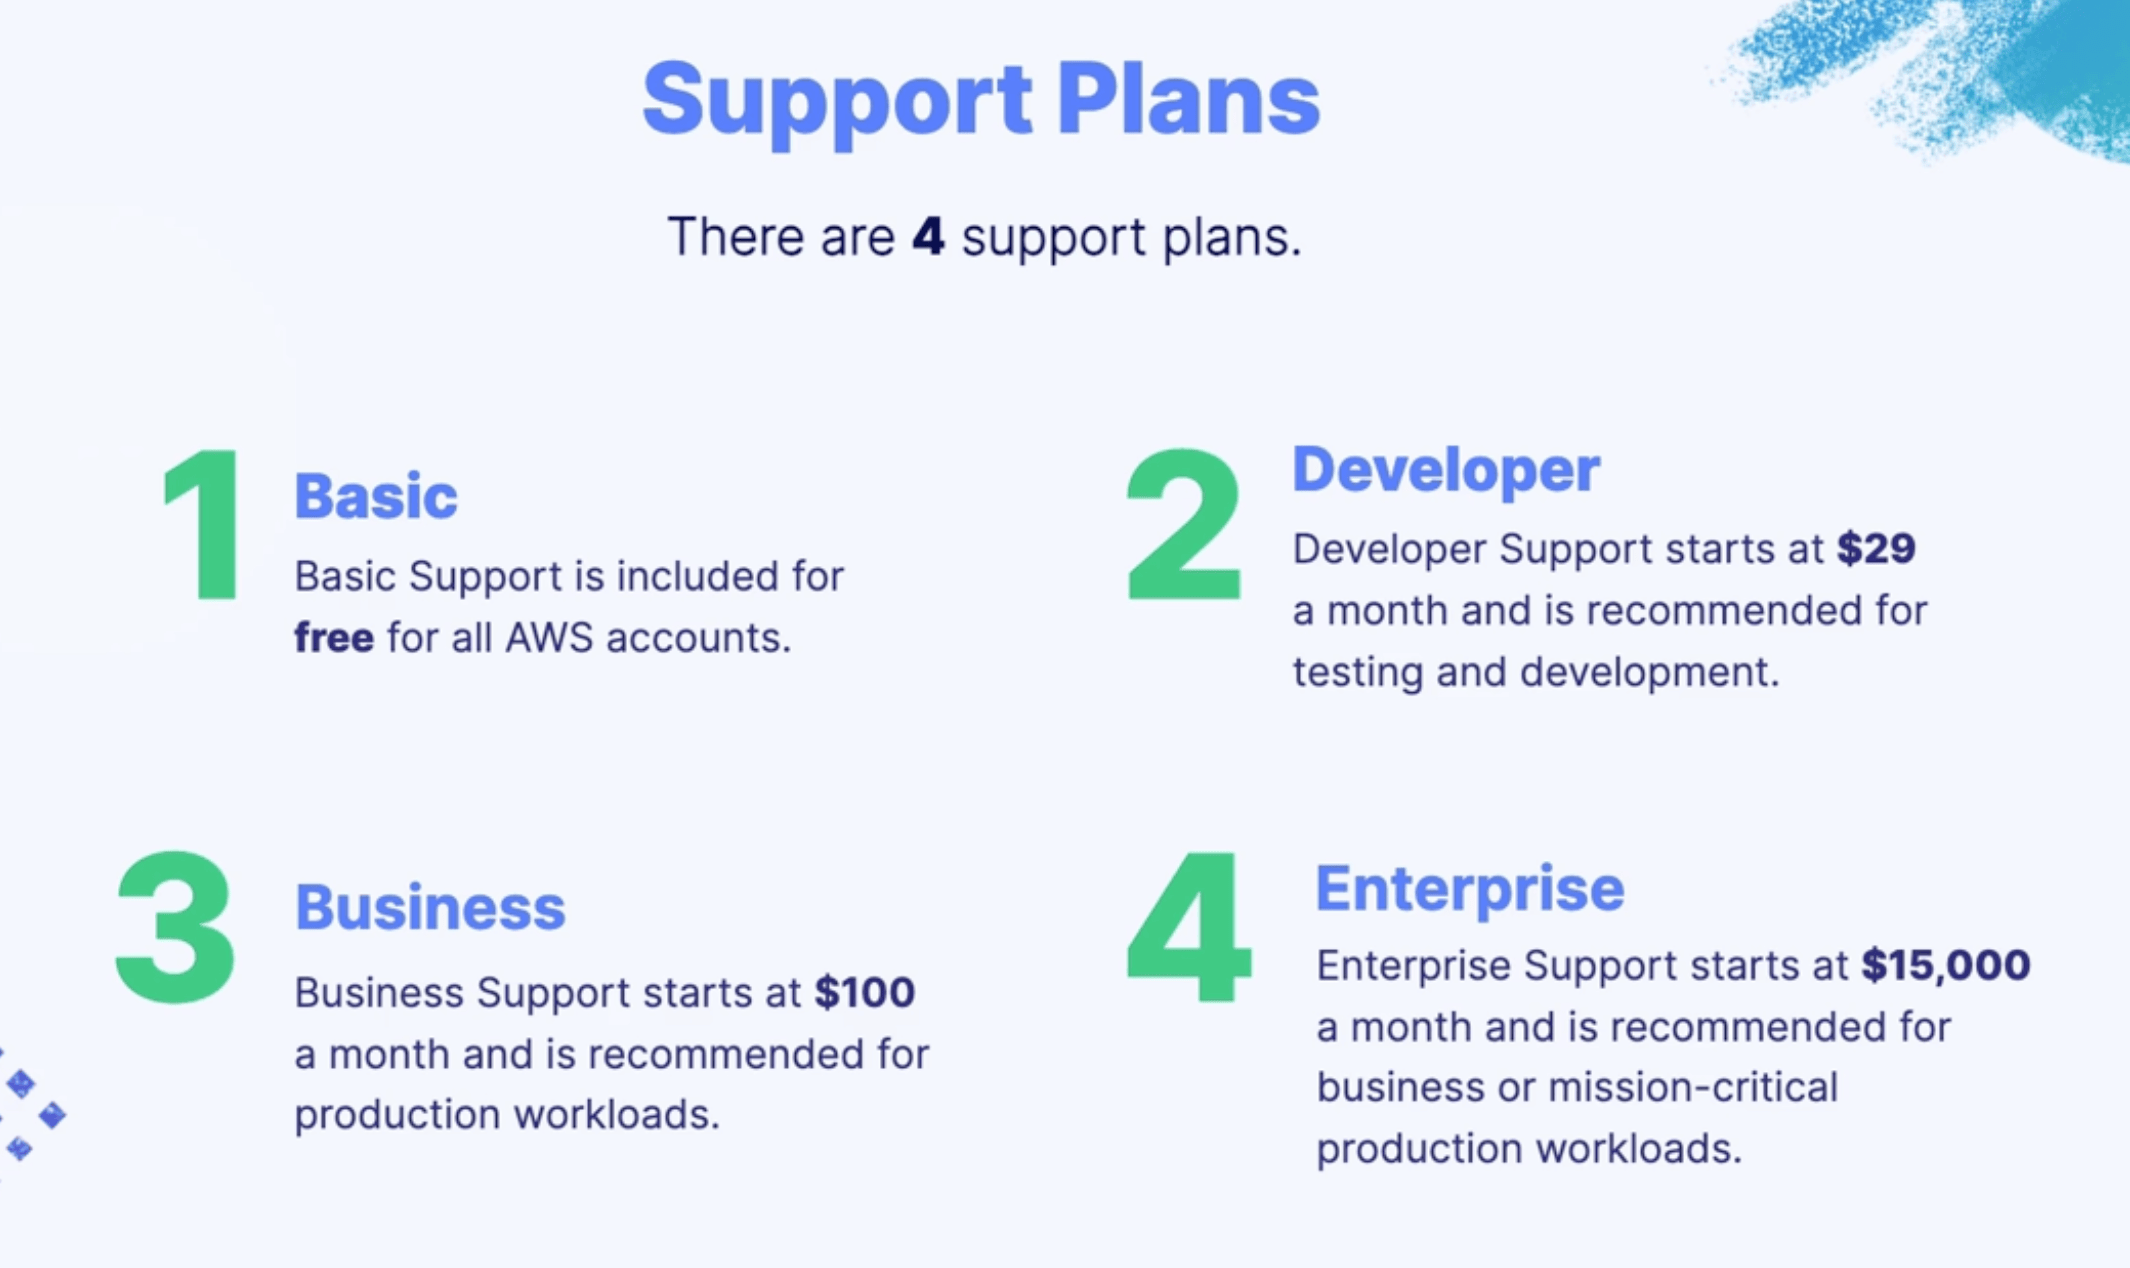 Support Plans
There are 4 support plans.
1
Basic
Basic Support is included for
free for all AWS accounts.
2
Developer
Developer Support starts at $29
a month and is recommended for
testing and development.
3
Business
Business Support starts at $100
a month and is recommended for
production workloads.
4
Enterprise
Enterprise Support starts at $15,000
a month and is recommended for
business or mission-critical
production workloads.